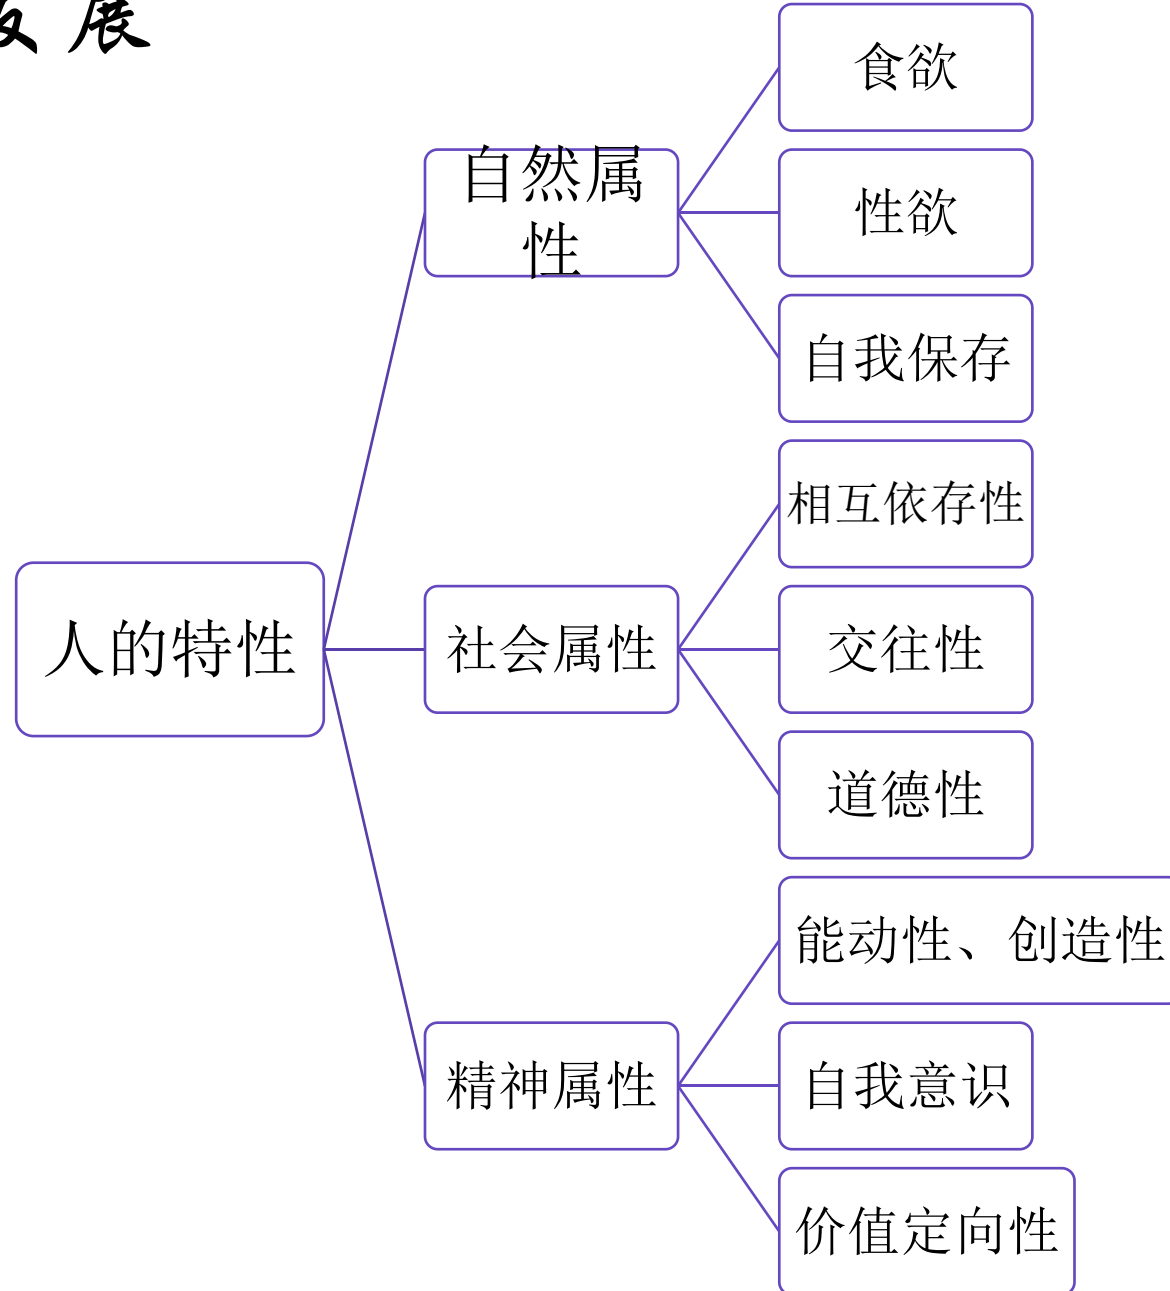 发展
食欲
自然属
性
性欲
自我保存
相互依存性
人的特性
社会属性
交往性
道德性
能动性、创造性
精神属性
自我意识
价值定向性